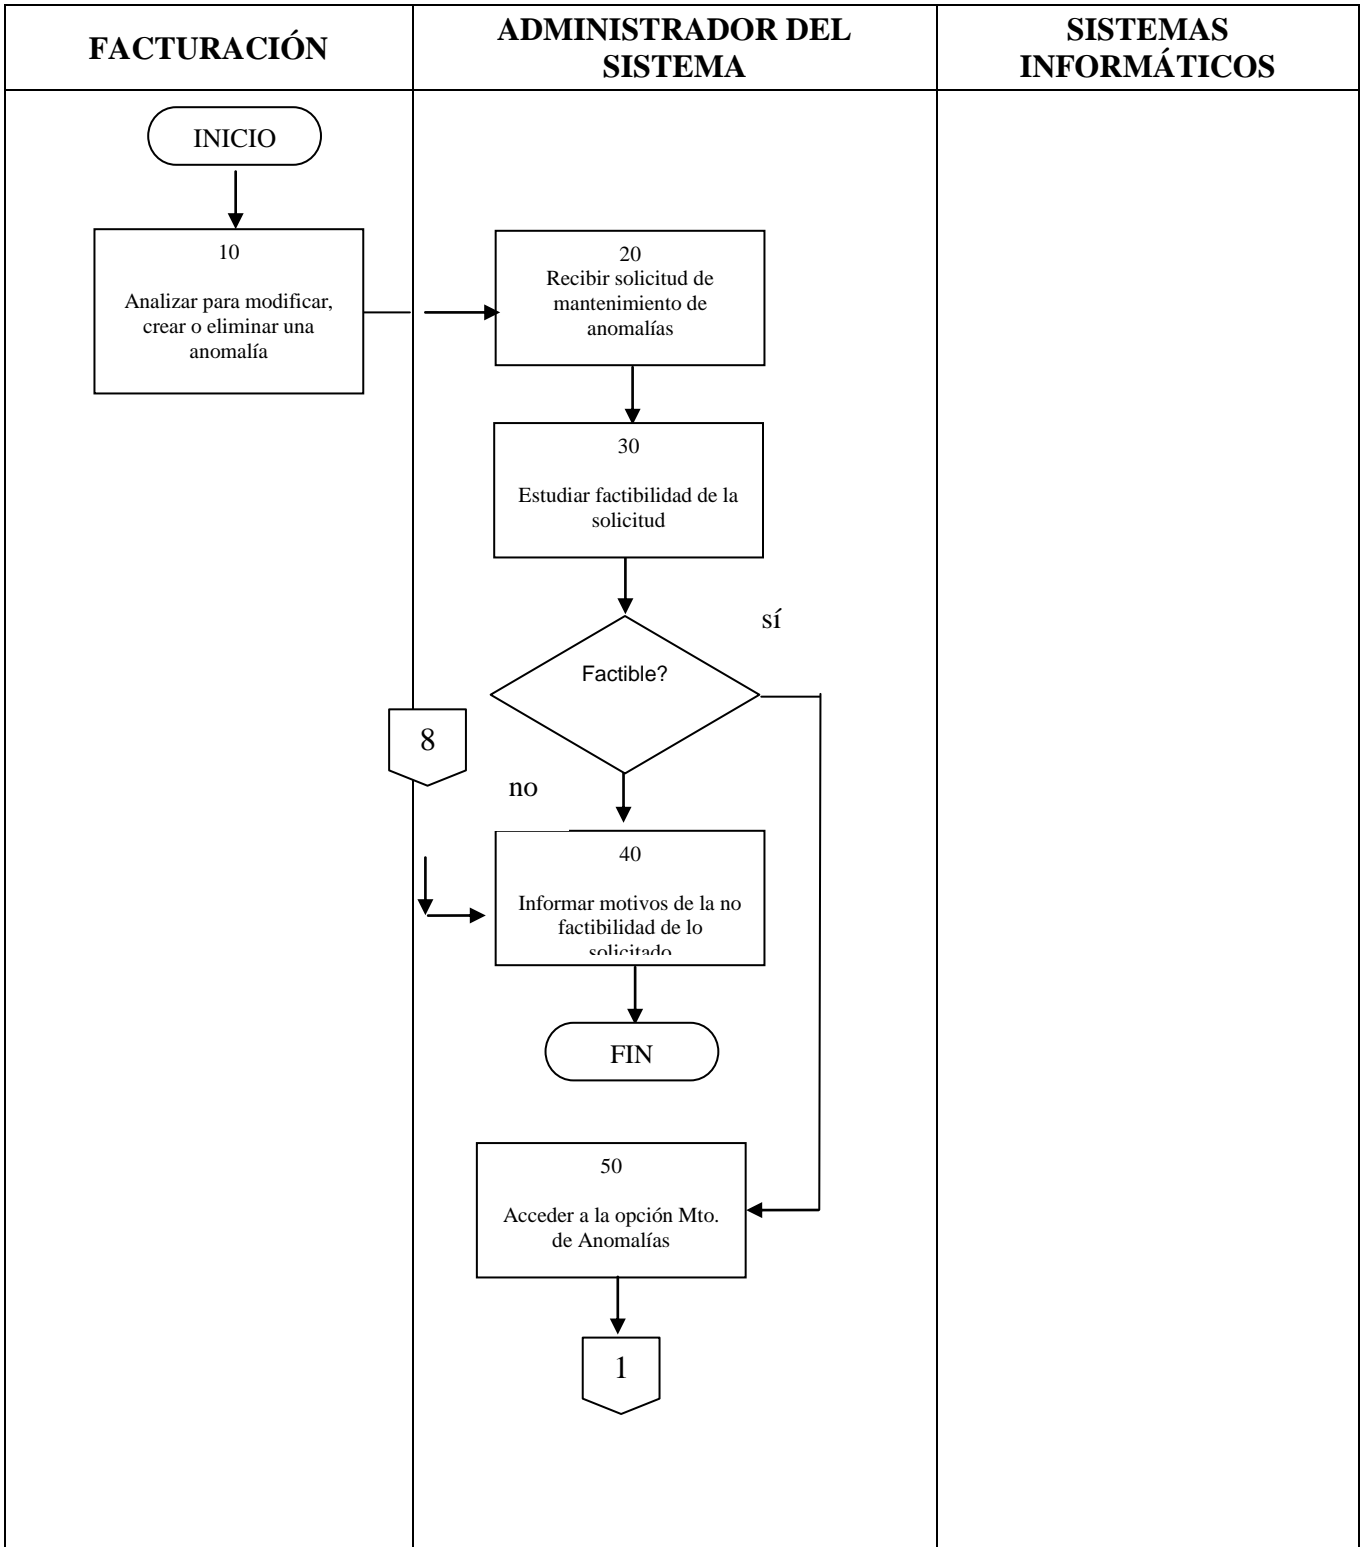 FACTURACIÓN
ADMINISTRADOR DEL
SISTEMA
SISTEMAS
INFORMÁTICOS
INICIO
10
Analizar para modificar,
crear o eliminar una
anomalía
20
Recibir solicitud de
mantenimiento de
anomalías
30
Estudiar factibilidad de la
solicitud
sí
Factible?
8
no
40
Informar motivos de la no
factibilidad de lo
solicitado
FIN
50
Acceder a la opción Mto.
de Anomalías
1